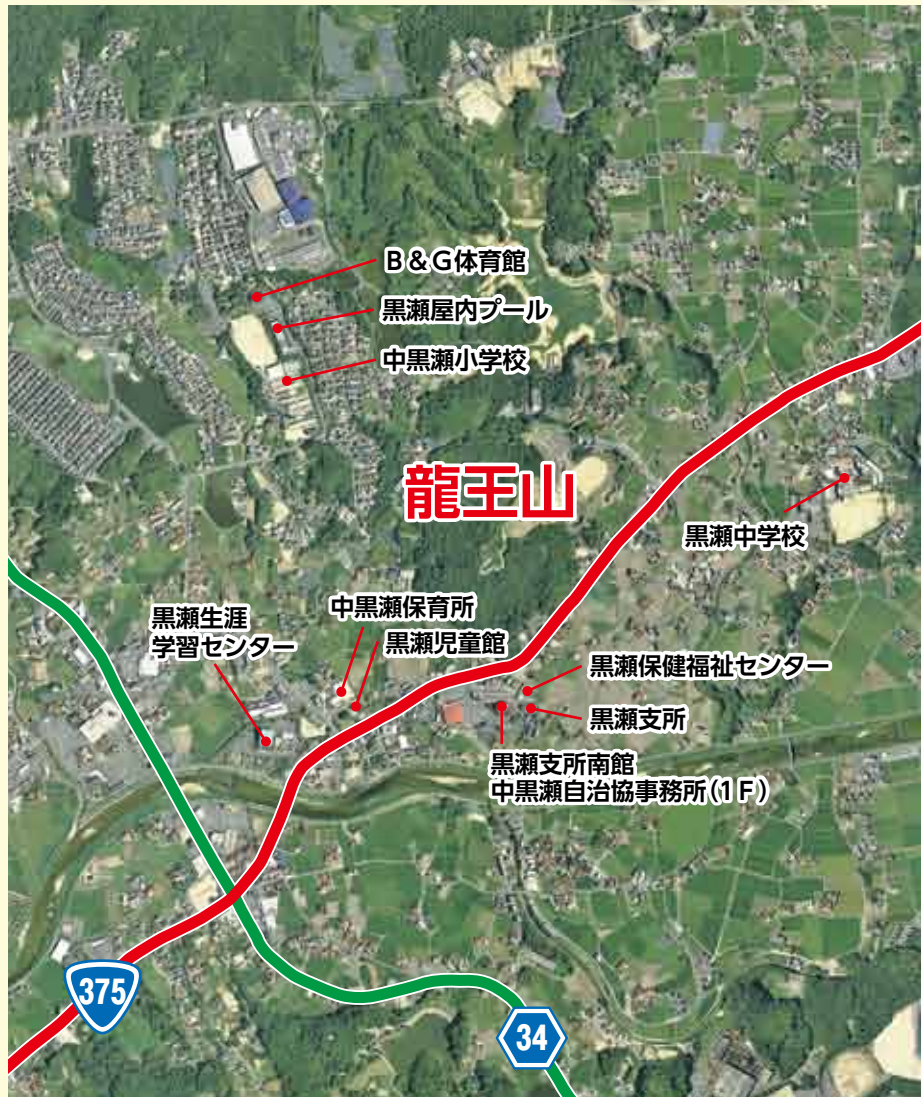 B&G体育館
黒瀬屋内プール
中黒瀬小学校
龍王山
黒瀬中学校
黒瀬生涯
学習センター
中黒瀬保育所
黒瀬児童館
黒瀬保健福祉センター
黒瀬支所
黒瀬支所南館
中黒瀬自治協事務所(1F)
375
34